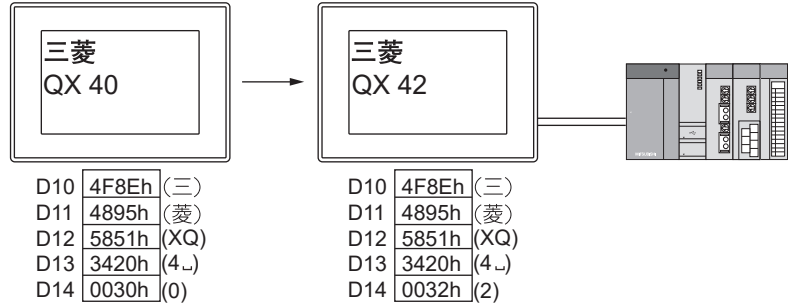 三菱
QX 40
三菱
QX 42
D10 4F8Eh (三)
D11 4895h (菱)
D12 5851h (XQ)
D13 3420h (4␣)
D14 0030h (0)
D10 4F8Eh (三)
D11 4895h (菱)
D12 5851h (XQ)
D13 3420h (4␣)
D14 0032h (2)